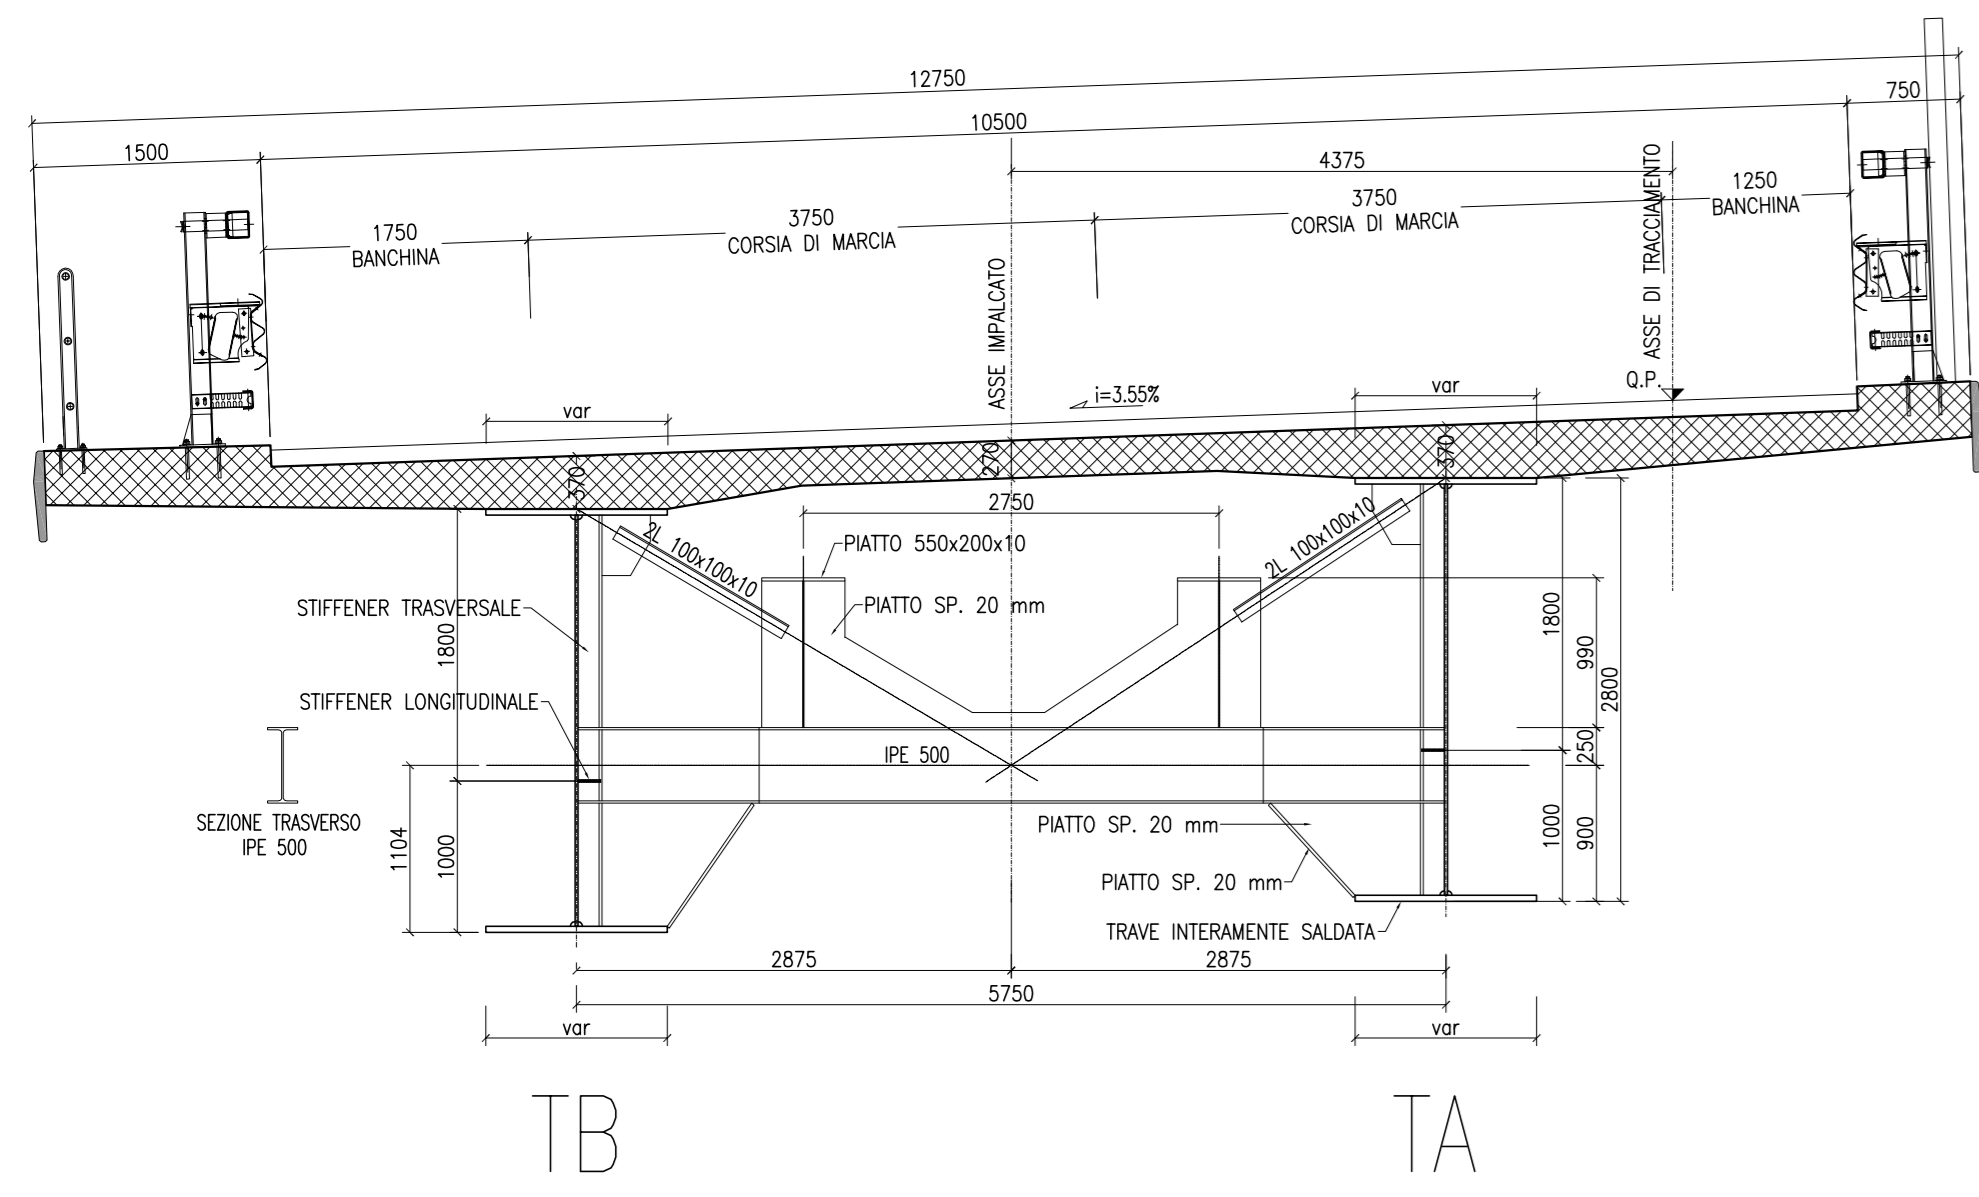 12750
750
10500
1500
4375
ASSE DI TRACCIAMENTO
1250
BANCHINA
3750
CORSIA DI MARCIA
3750
CORSIA DI MARCIA
1750
BANCHINA
ASSE IMPALCATO
Q.P.
i=3.55%
var
var
370
270
370
2750
2L 100x100x10
2L 100x100x10
PIATTO 550x200x10
PIATTO SP. 20 mm
STIFFENER TRASVERSALE
1800
1800
990
2800
STIFFENER LONGITUDINALE
IPE 500
250
SEZIONE TRASVERSO
IPE 500
1104
1000
PIATTO SP. 20 mm
1000
900
PIATTO SP. 20 mm
TRAVE INTERAMENTE SALDATA
2875
2875
5750
var
var
TB
TA